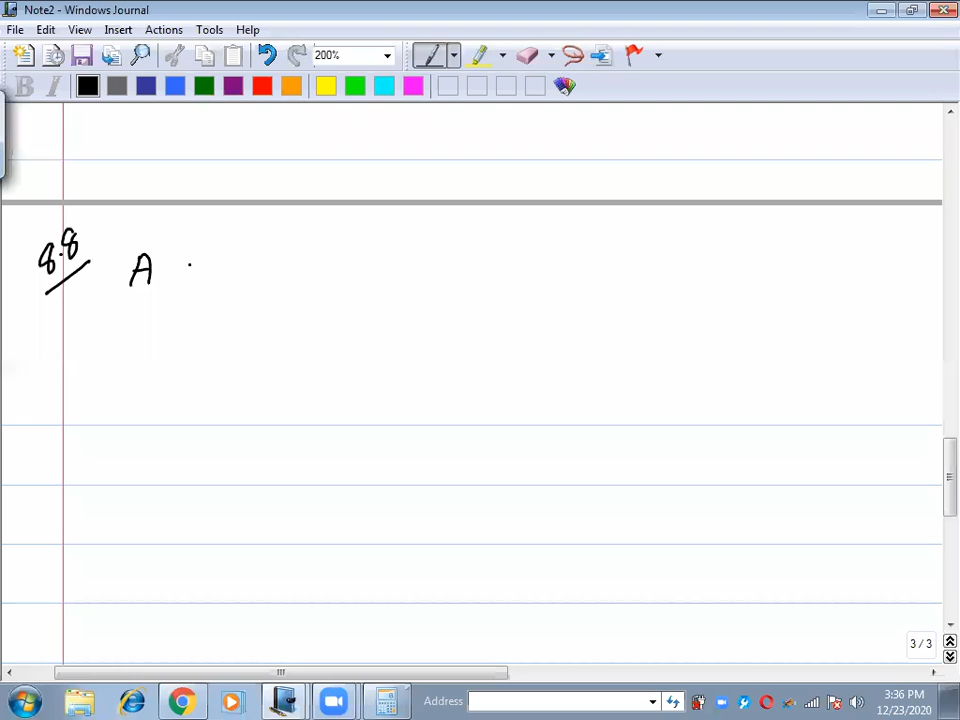 Note2 - Windows Journal
File Edit View Insert Actions Tools Help
200%
B I
8.8 A
3 / 3
Address
3:36 PM
12/23/2020